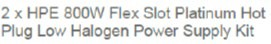 2 x HPE 800W Flex Slot Platinum Hot
Plug Low Halogen Power Supply Kit